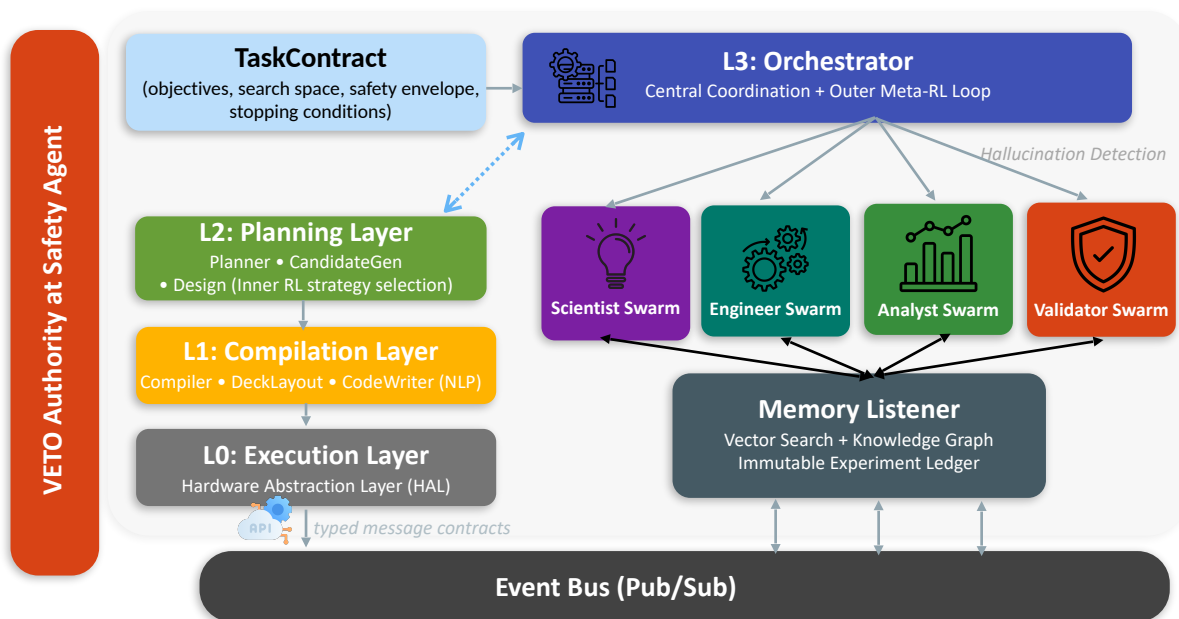 VETO Authority at Safety Agent
TaskContract
(objectives, search space, safety envelope,
stopping conditions)
L3: Orchestrator
Central Coordination + Outer Meta-RL Loop
Hallucination Detection
L2: Planning Layer
Planner • CandidateGen
• Design (Inner RL strategy selection)
Scientist Swarm
Engineer Swarm
Analyst Swarm
Validator Swarm
L1: Compilation Layer
Compiler • DeckLayout • CodeWriter (NLP)
Memory Listener
Vector Search + Knowledge Graph
Immutable Experiment Ledger
L0: Execution Layer
Hardware Abstraction Layer (HAL)
API
typed message contracts
Event Bus (Pub/Sub)